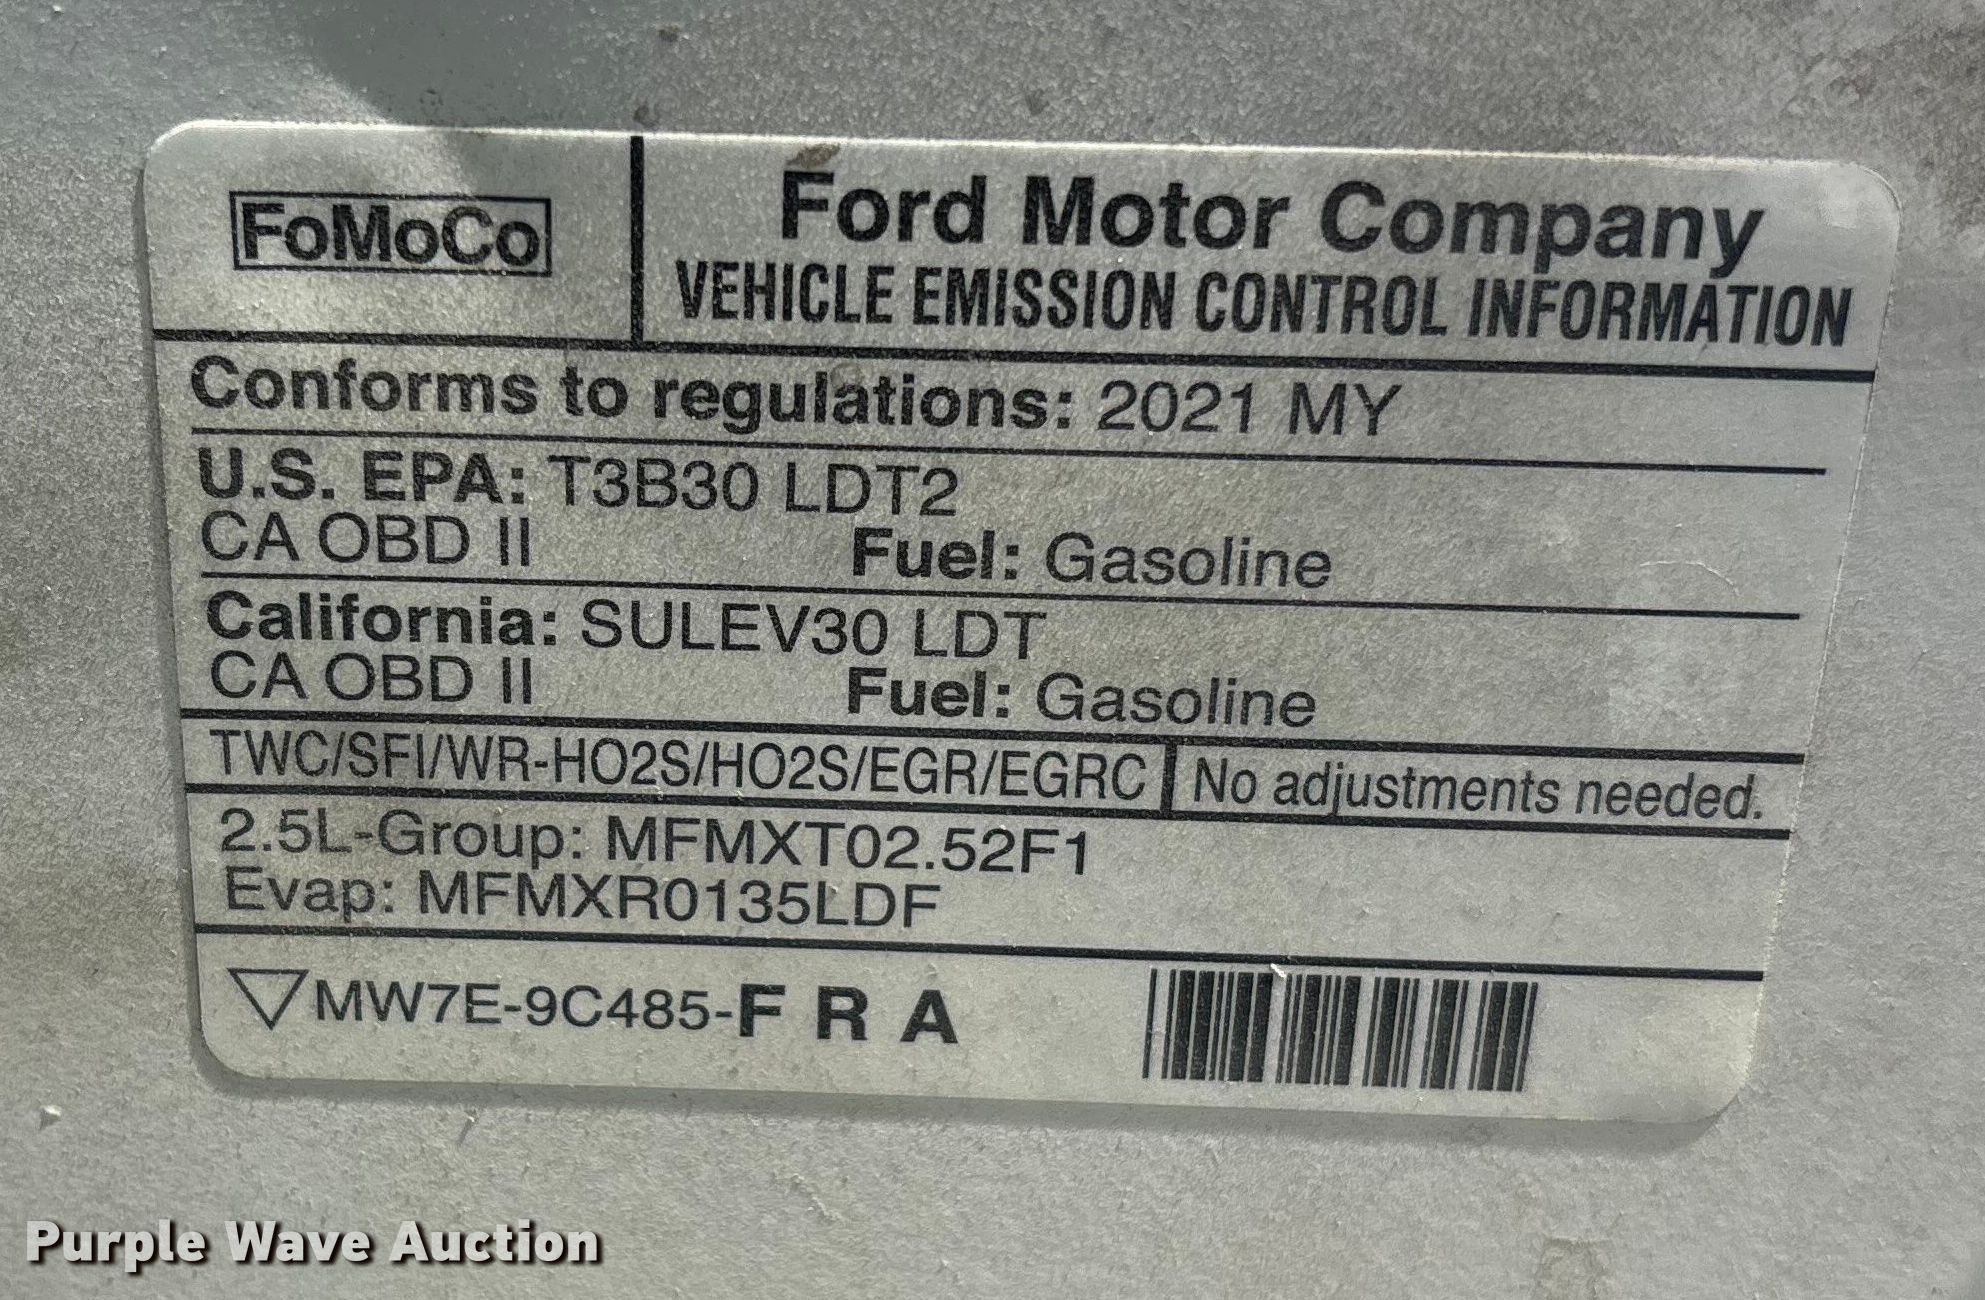 FoMoCo
Ford Motor Company
VEHICLE EMISSION CONTROL INFORMATION
Conforms to regulations: 2021 MY
U.S. EPA: T3B30 LDT2
CA OBD II Fuel: Gasoline
California: SULEV30 LDT
CA OBD II Fuel: Gasoline
TWC/SFI/WR-HO2S/HO2S/EGR/EGRC No adjustments needed.
2.5L-Group: MFMXT02.52F1
Evap: MFMXR0135LDF
MW7E-9C485-F R A
Purple Wave Auction